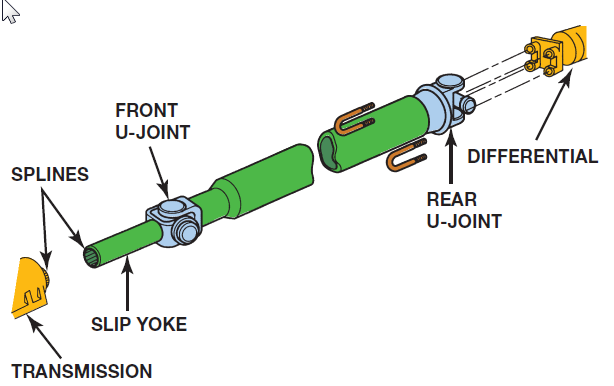 FRONT
U-JOINT
SPLINES
DIFFERENTIAL
REAR
U-JOINT
SLIP YOKE
TRANSMISSION